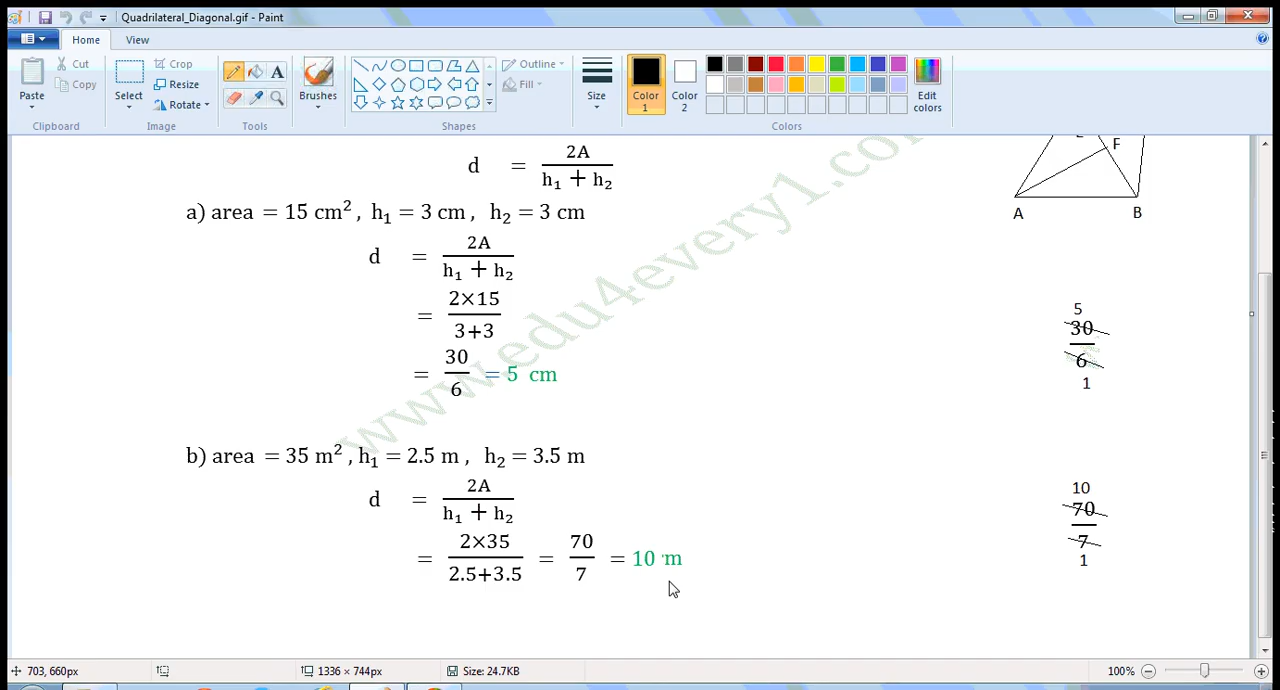 Quadrilateral_Diagonal.gif - Paint
Home View
Paste Cut Copy Select Crop Resize Rotate Brushes Outline Fill Size Color 1 Color 2 Edit colors
Clipboard Image Tools Shapes Colors
d = 2A / h₁ + h₂
E F
A B
a) area = 15 cm², h₁ = 3 cm, h₂ = 3 cm
d = 2A / h₁ + h₂
= 2×15 / 3+3
= 30 / 6 = 5 cm
5
30
6
1
b) area = 35 m², h₁ = 2.5 m, h₂ = 3.5 m
d = 2A / h₁ + h₂
= 2×35 / 2.5+3.5 = 70 / 7 = 10 m
10
70
7
1
www.edu4every1.com
703, 660px 1336 × 744px Size: 24.7KB 100%